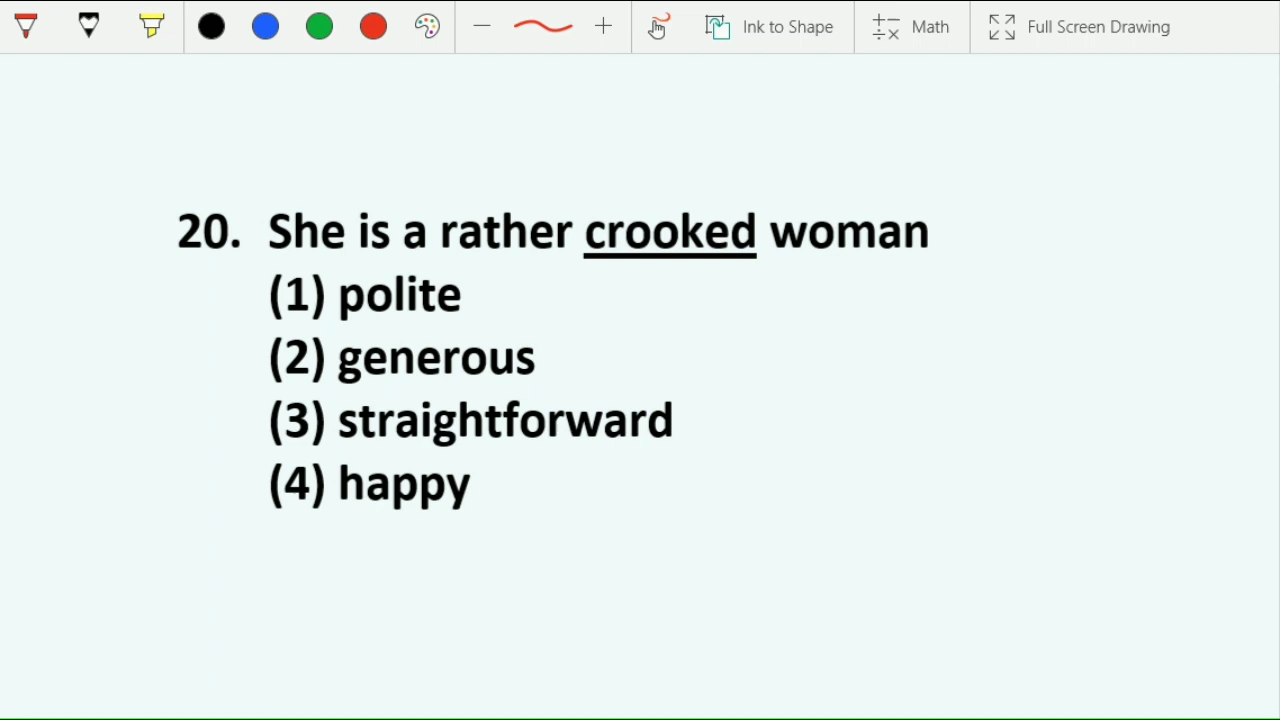 Ink to Shape Math Full Screen Drawing
20. She is a rather crooked woman
(1) polite
(2) generous
(3) straightforward
(4) happy